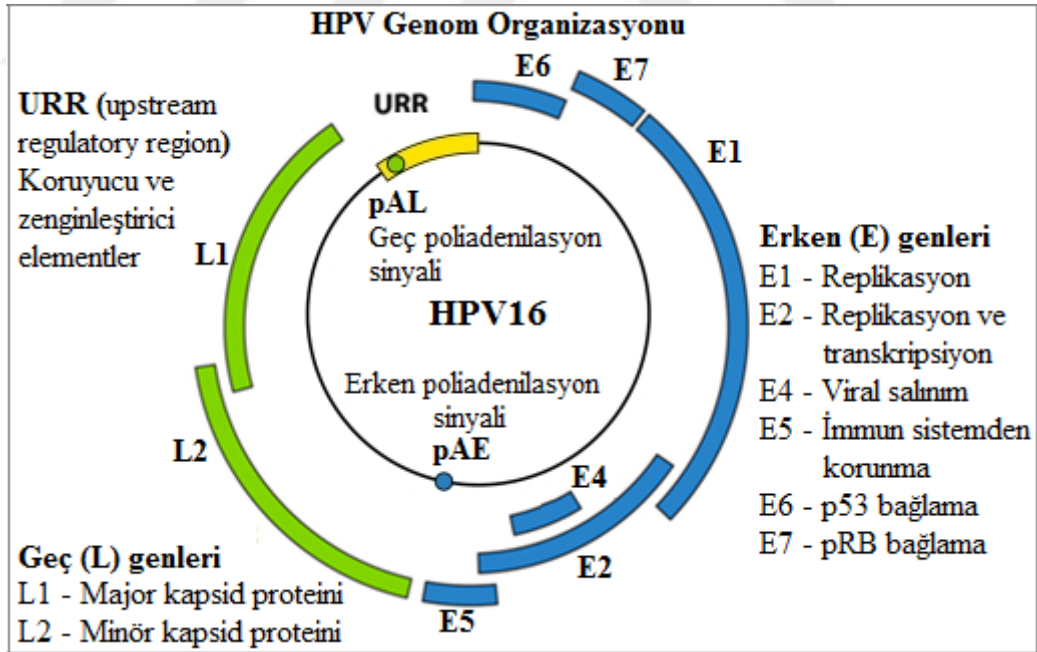 HPV Genom Organizasyonu
URR (upstream
regulatory region)
Koruyucu ve
zenginleştirici
elementler
URR
E6
E7
E1
pAL
Geç poliadenilasyon
sinyali
L1
HPV16
Erken poliadenilasyon
sinyali
pAE
L2
E4
E2
E5
Erken (E) genleri
E1 - Replikasyon
E2 - Replikasyon ve
transkripsiyon
E4 - Viral salınım
E5 - İmmun sistemden
korunma
E6 - p53 bağlama
E7 - pRB bağlama
Geç (L) genleri
L1 - Major kapsid proteini
L2 - Minör kapsid proteini